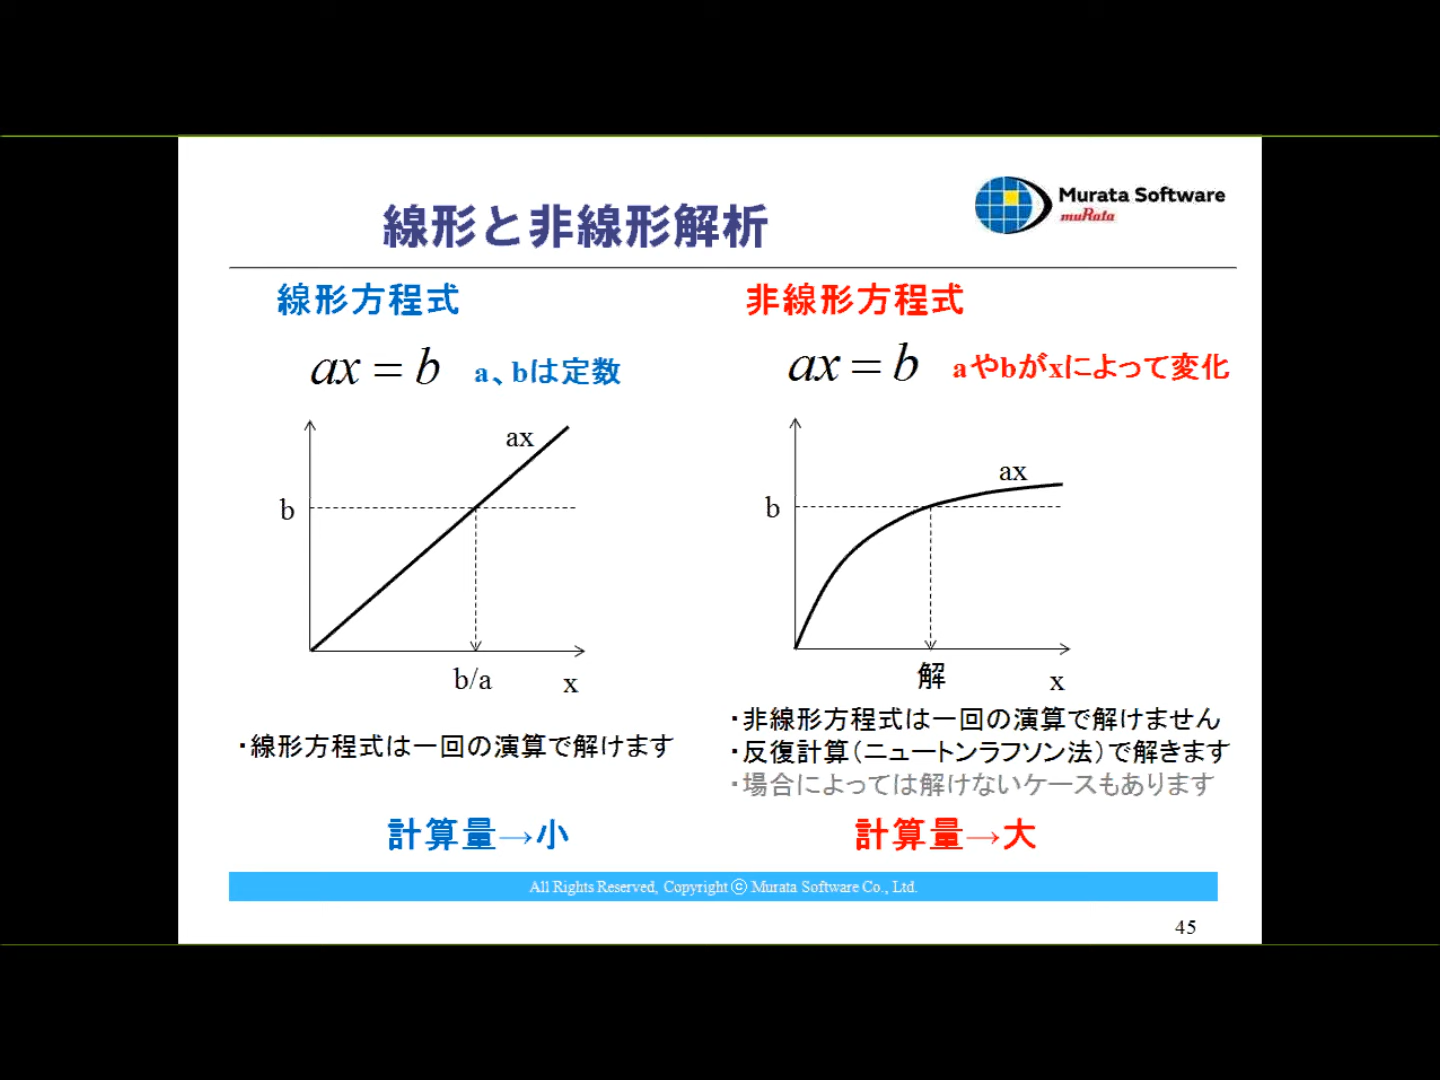 線形と非線形解析
Murata Software
muRata
線形方程式
ax = b a、bは定数
ax
b
b/a
x
・線形方程式は一回の演算で解けます
計算量→小
非線形方程式
ax = b aやbがxによって変化
ax
b
解
x
・非線形方程式は一回の演算で解けません
・反復計算(ニュートンラフソン法)で解きます
・場合によっては解けないケースもあります
計算量→大
All Rights Reserved, Copyright ⓒ Murata Software Co., Ltd.
45